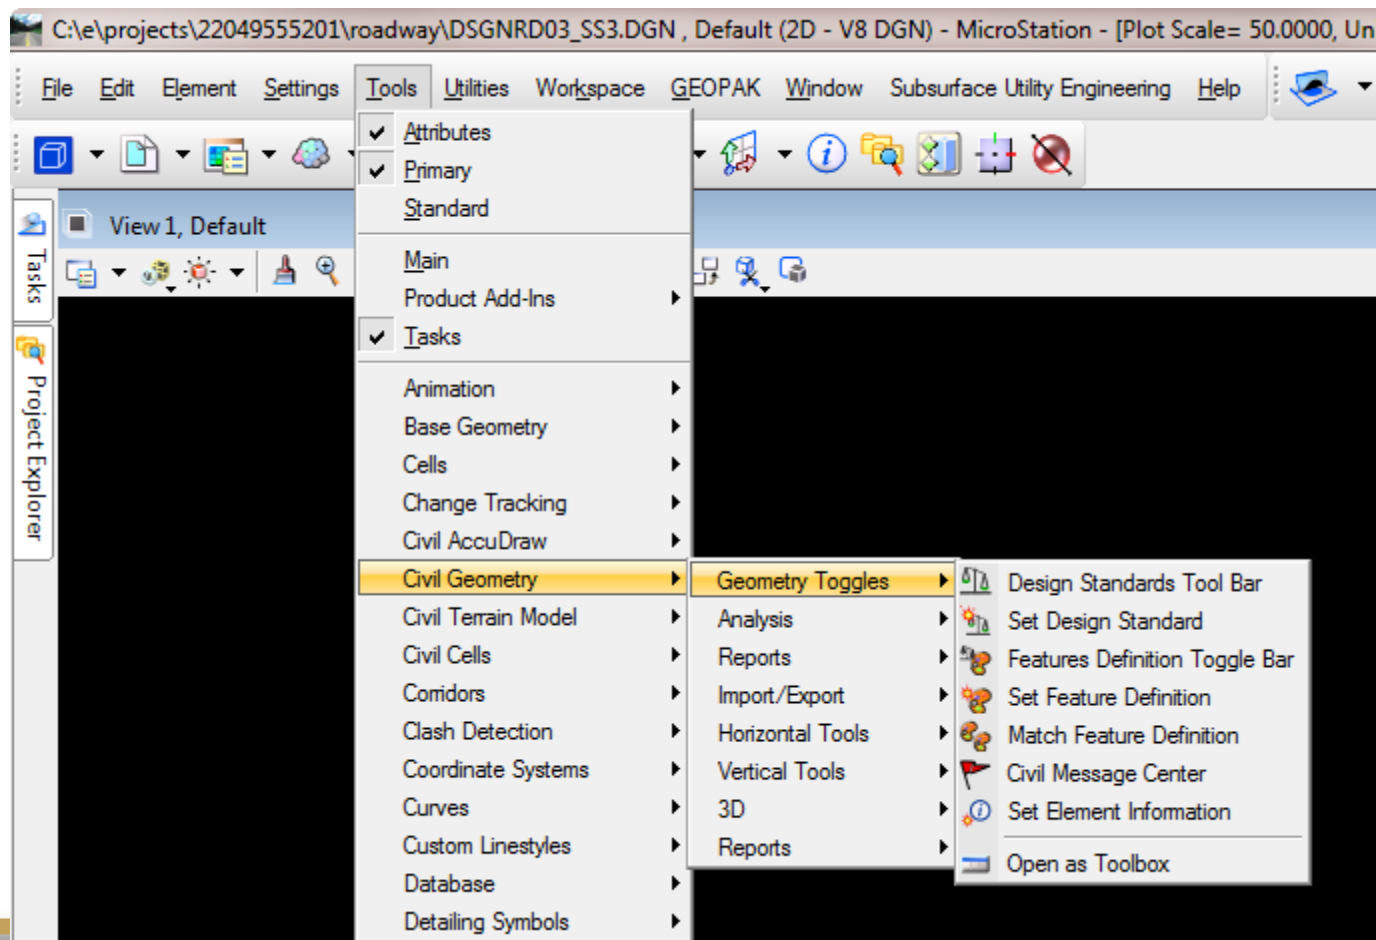 C:\e\projects\22049555201\roadway\DSGNRD03_SS3.DGN , Default (2D - V8 DGN) - MicroStation - [Plot Scale= 50.0000, Un
File Edit Element Settings Tools Utilities Workspace GEOPAK Window Subsurface Utility Engineering Help
View 1, Default
Tasks
Project Explorer
Attributes
Primary
Standard
Main
Product Add-Ins
Tasks
Animation
Base Geometry
Cells
Change Tracking
Civil AccuDraw
Civil Geometry
Civil Terrain Model
Civil Cells
Corridors
Clash Detection
Coordinate Systems
Curves
Custom Linestyles
Database
Detailing Symbols
Geometry Toggles
Analysis
Reports
Import/Export
Horizontal Tools
Vertical Tools
3D
Reports
Design Standards Tool Bar
Set Design Standard
Features Definition Toggle Bar
Set Feature Definition
Match Feature Definition
Civil Message Center
Set Element Information
Open as Toolbox